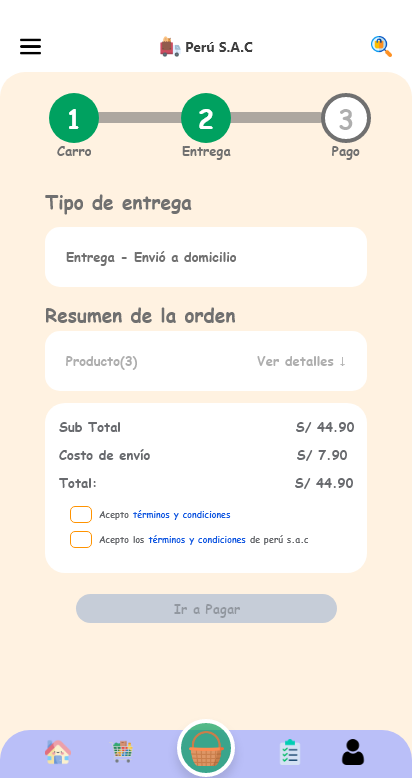 Perú S.A.C
1 2 3
Carro Entrega Pago
Tipo de entrega
Entrega - Envió a domicilio
Resumen de la orden
Producto(3) Ver detalles ↓
Sub Total S/ 44.90
Costo de envío S/ 7.90
Total: S/ 44.90
Acepto términos y condiciones
Acepto los términos y condiciones de perú s.a.c
Ir a Pagar